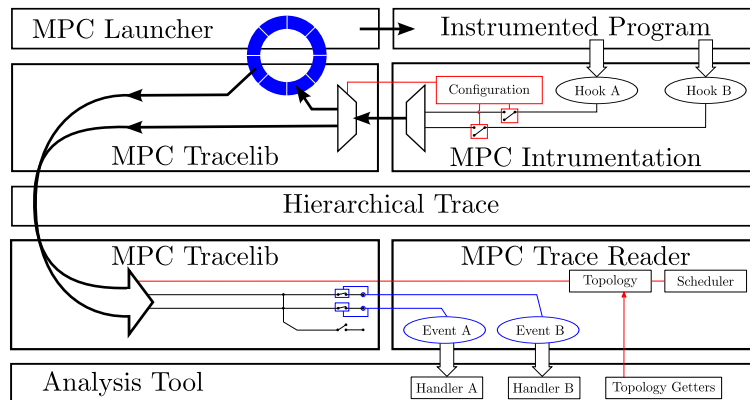 MPC Launcher
Instrumented Program
Configuration
Hook A
Hook B
MPC Tracelib
MPC Intrumentation
Hierarchical Trace
MPC Tracelib
MPC Trace Reader
Topology
Scheduler
Event A
Event B
Analysis Tool
Handler A
Handler B
Topology Getters